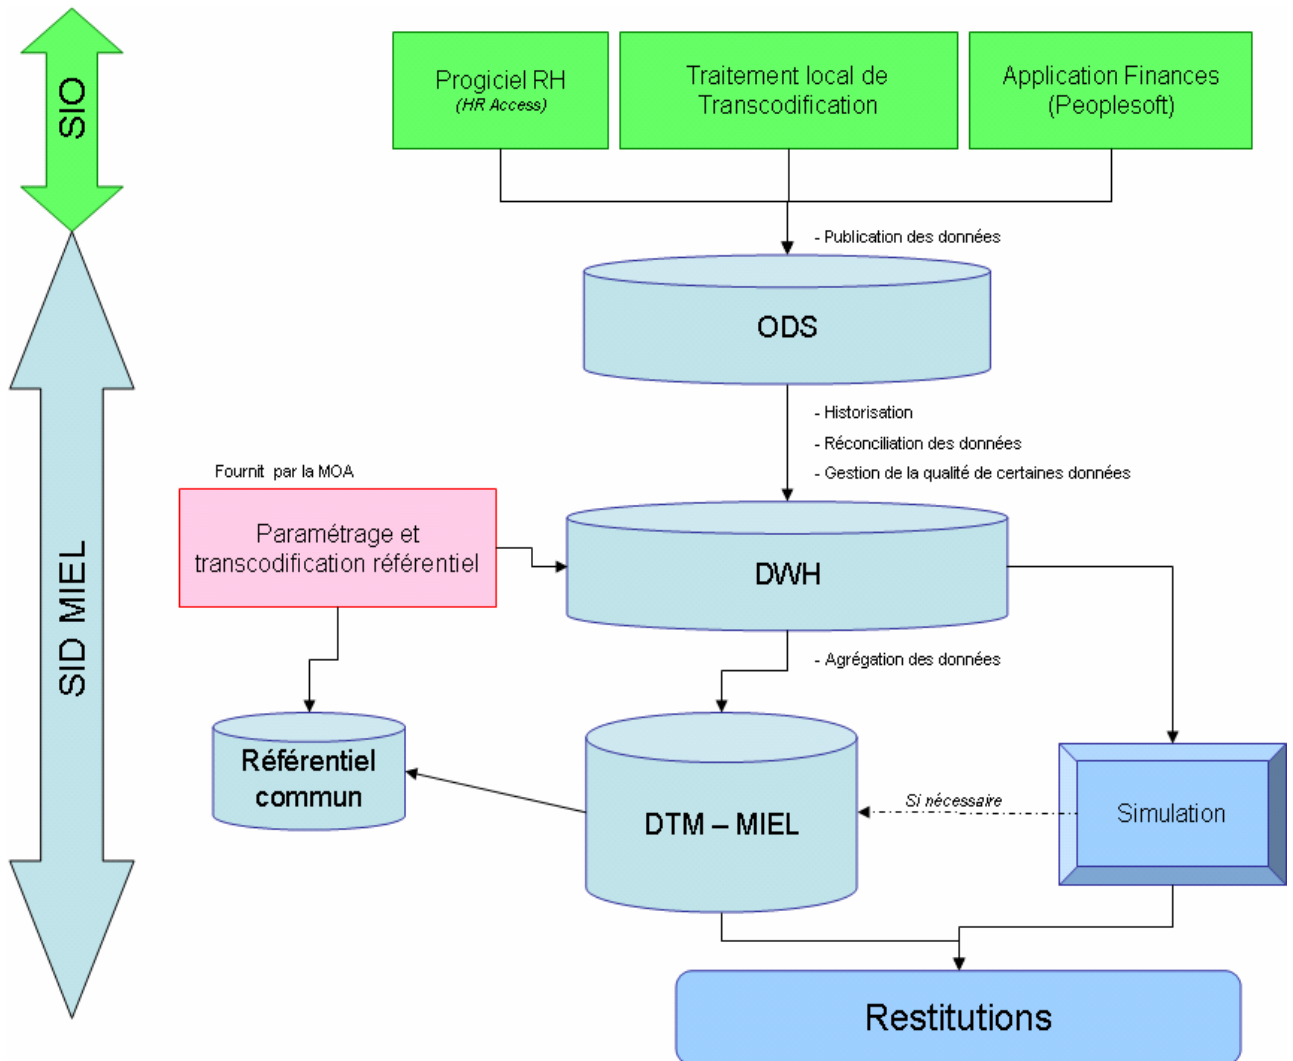 SIO
Progiciel RH
(HR Access)
Traitement local de
Transcodification
Application Finances
(Peoplesoft)
- Publication des données
ODS
- Historisation
- Réconciliation des données
- Gestion de la qualité de certaines données
Fournit par la MOA
Paramétrage et
transcodification référentiel
DWH
SID MIEL
- Agrégation des données
Référentiel
commun
DTM – MIEL
Si nécessaire
Simulation
Restitutions